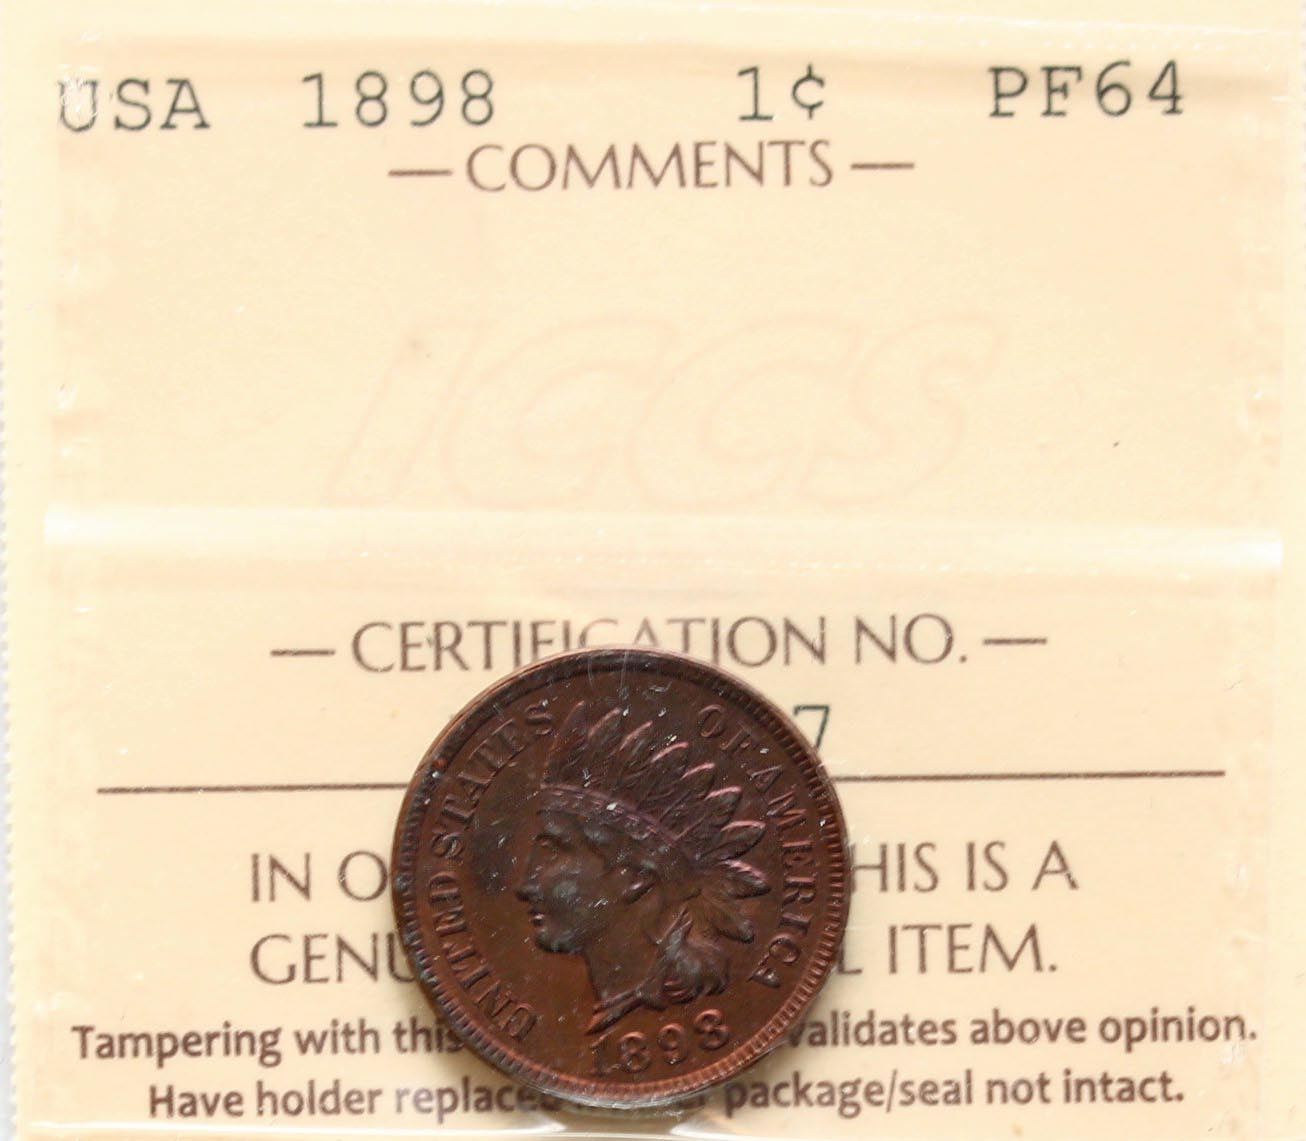 USA 1898 1¢ PF64
— COMMENTS —
ICCS
— CERTIFICATION NO. —
7
IN O HIS IS A
GENU L ITEM.
Tampering with this validates above opinion.
Have holder replaced package/seal not intact.
UNITED STATES OF AMERICA
1898